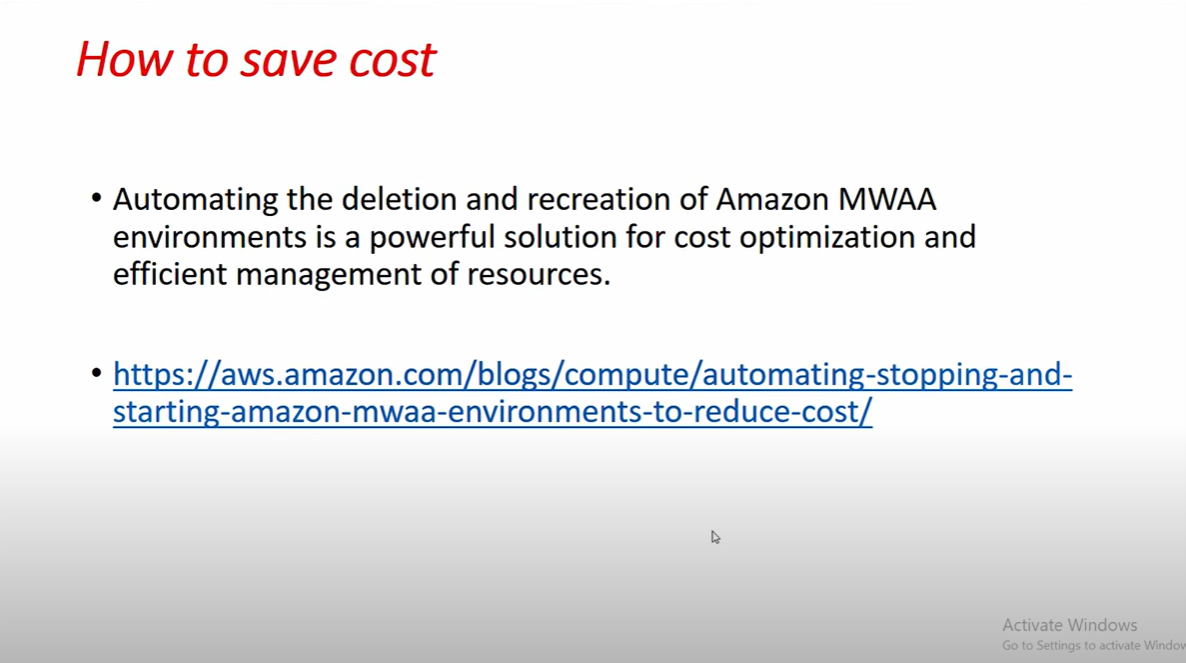 How to save cost
• Automating the deletion and recreation of Amazon MWAA
environments is a powerful solution for cost optimization and
efficient management of resources.
• https://aws.amazon.com/blogs/compute/automating-stopping-and-
starting-amazon-mwaa-environments-to-reduce-cost/
Activate Windows
Go to Settings to activate Window